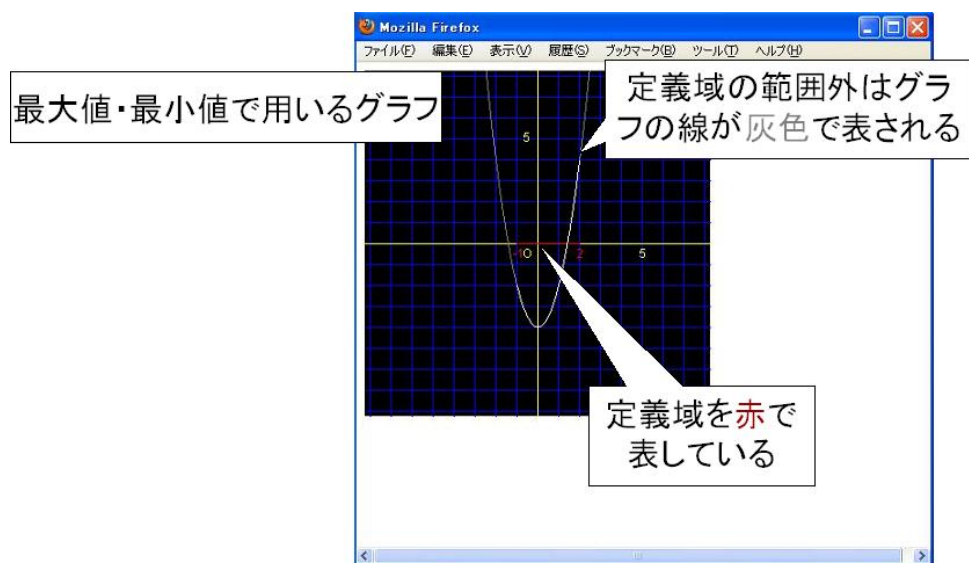 Mozilla Firefox
ファイル(F) 編集(E) 表示(V) 履歴(S) ブックマーク(B) ツール(T) ヘルプ(H)
最大値・最小値で用いるグラフ
定義域の範囲外はグラ
フの線が灰色で表される
5
-1 O 2 5
定義域を赤で
表している